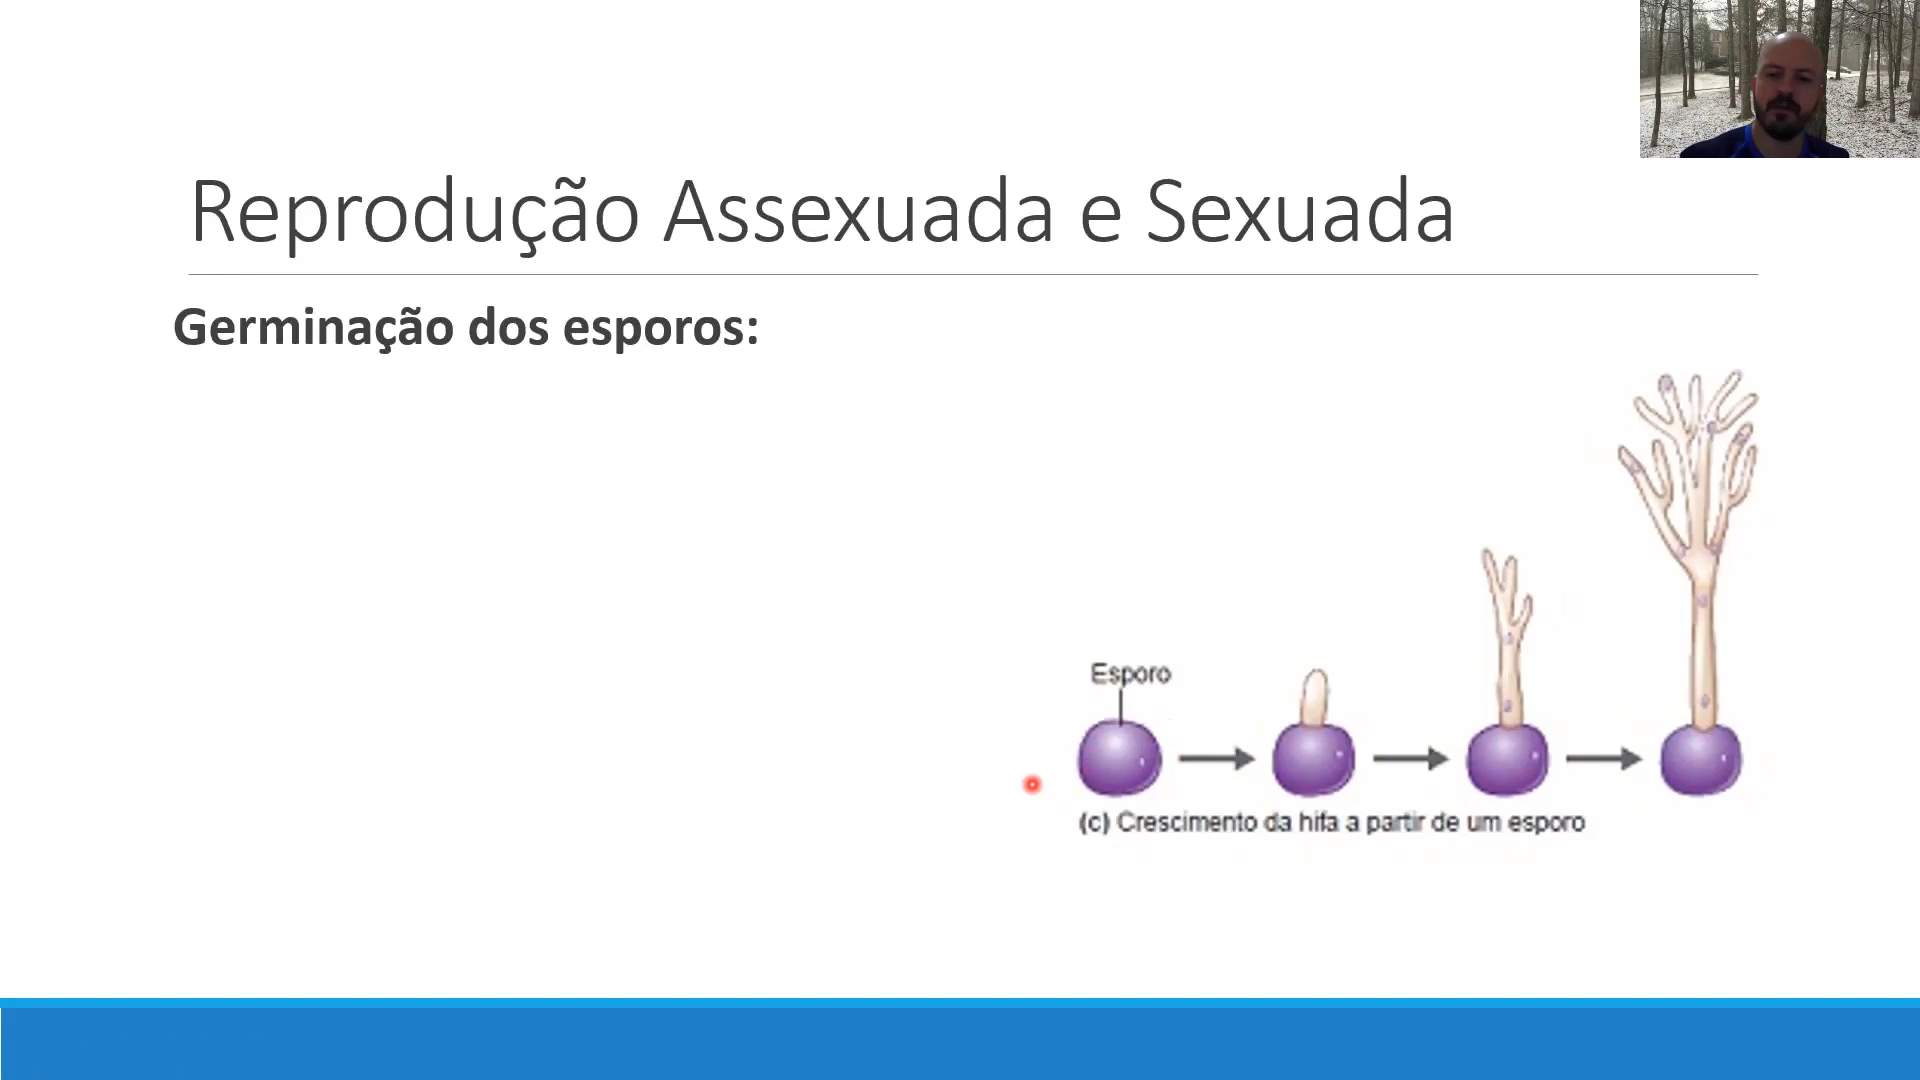 Reprodução Assexuada e Sexuada
Germinação dos esporos:
Esporo
(c) Crescimento da hifa a partir de um esporo